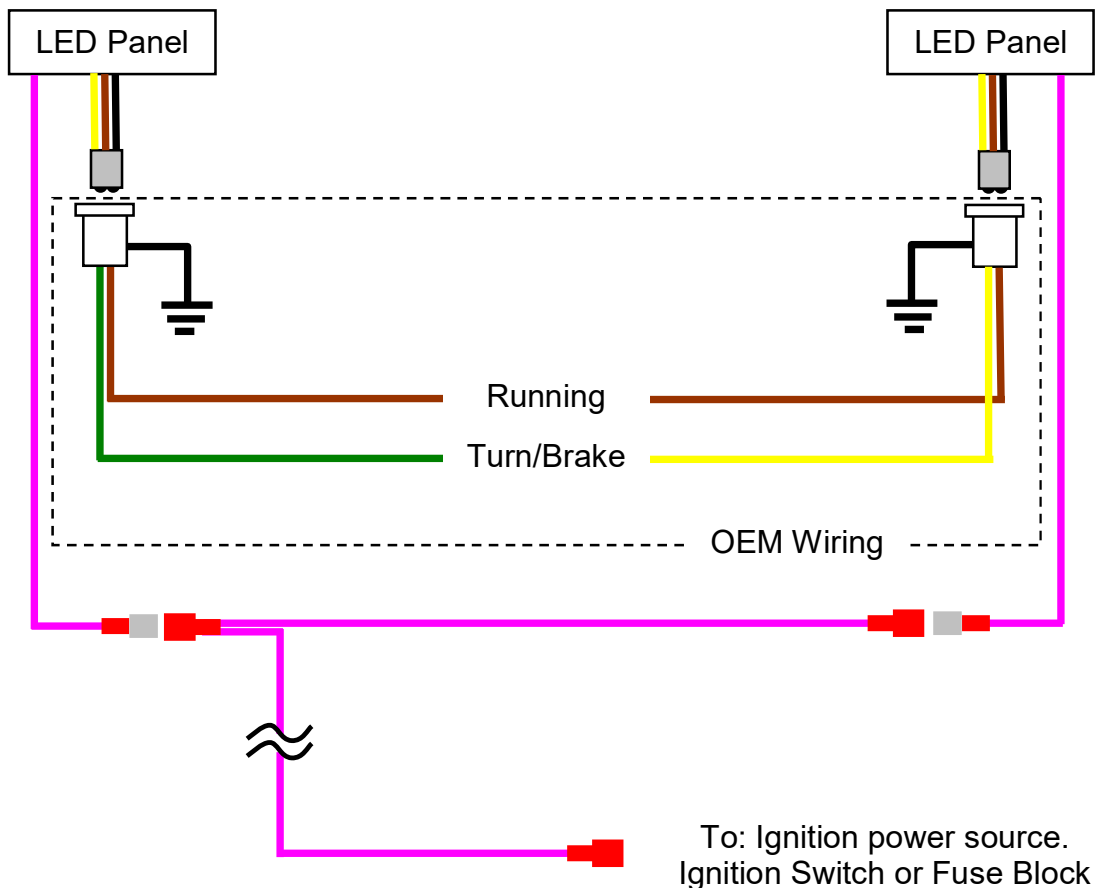 LED Panel
LED Panel
Running
Turn/Brake
OEM Wiring
To: Ignition power source.
Ignition Switch or Fuse Block